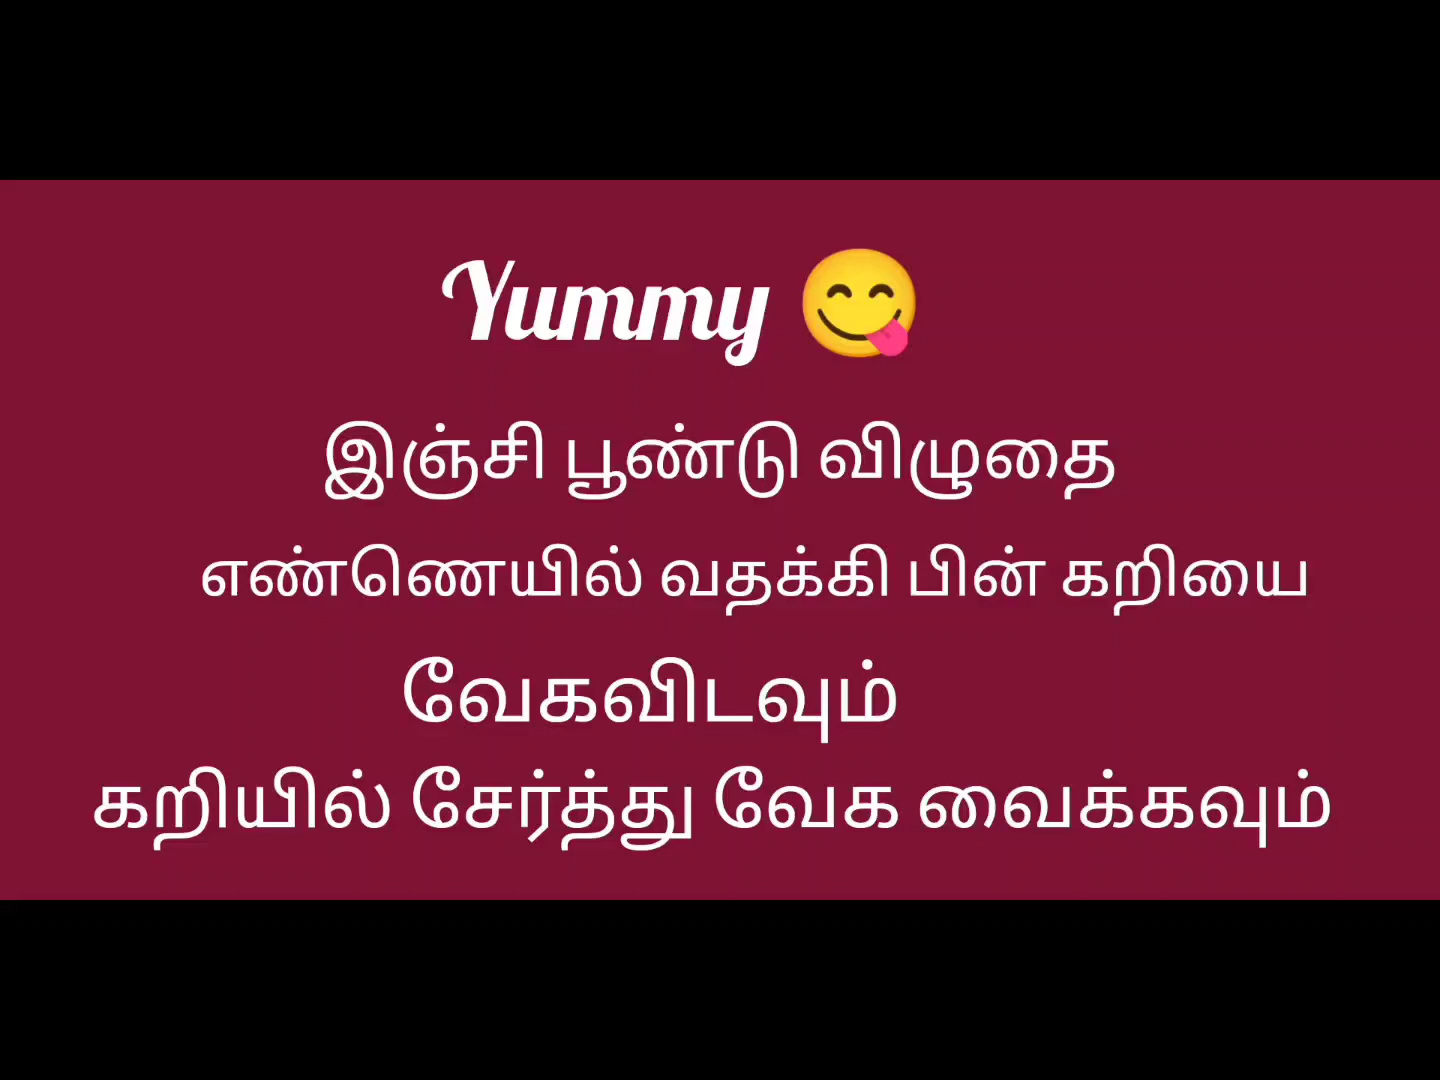 Yummy 😋
இஞ்சி பூண்டு விழுதை
எண்ணெயில் வதக்கி பின் கறியை
வேகவிடவும்
கறியில் சேர்த்து வேக வைக்கவும்